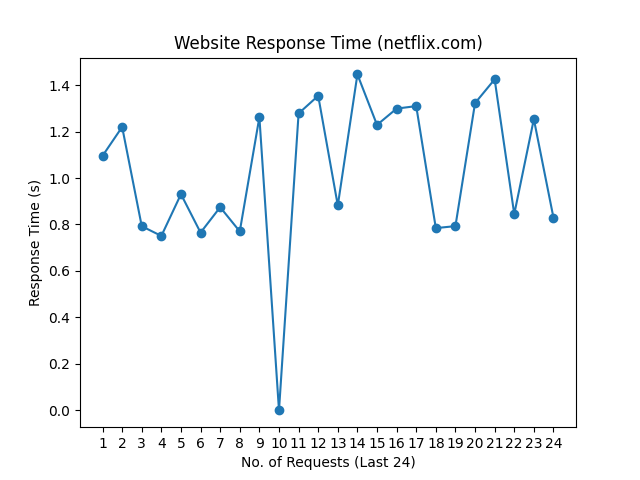 Website Response Time (netflix.com)
Response Time (s)
1.4
1.2
1.0
0.8
0.6
0.4
0.2
0.0
1 2 3 4 5 6 7 8 9 10 11 12 13 14 15 16 17 18 19 20 21 22 23 24
No. of Requests (Last 24)